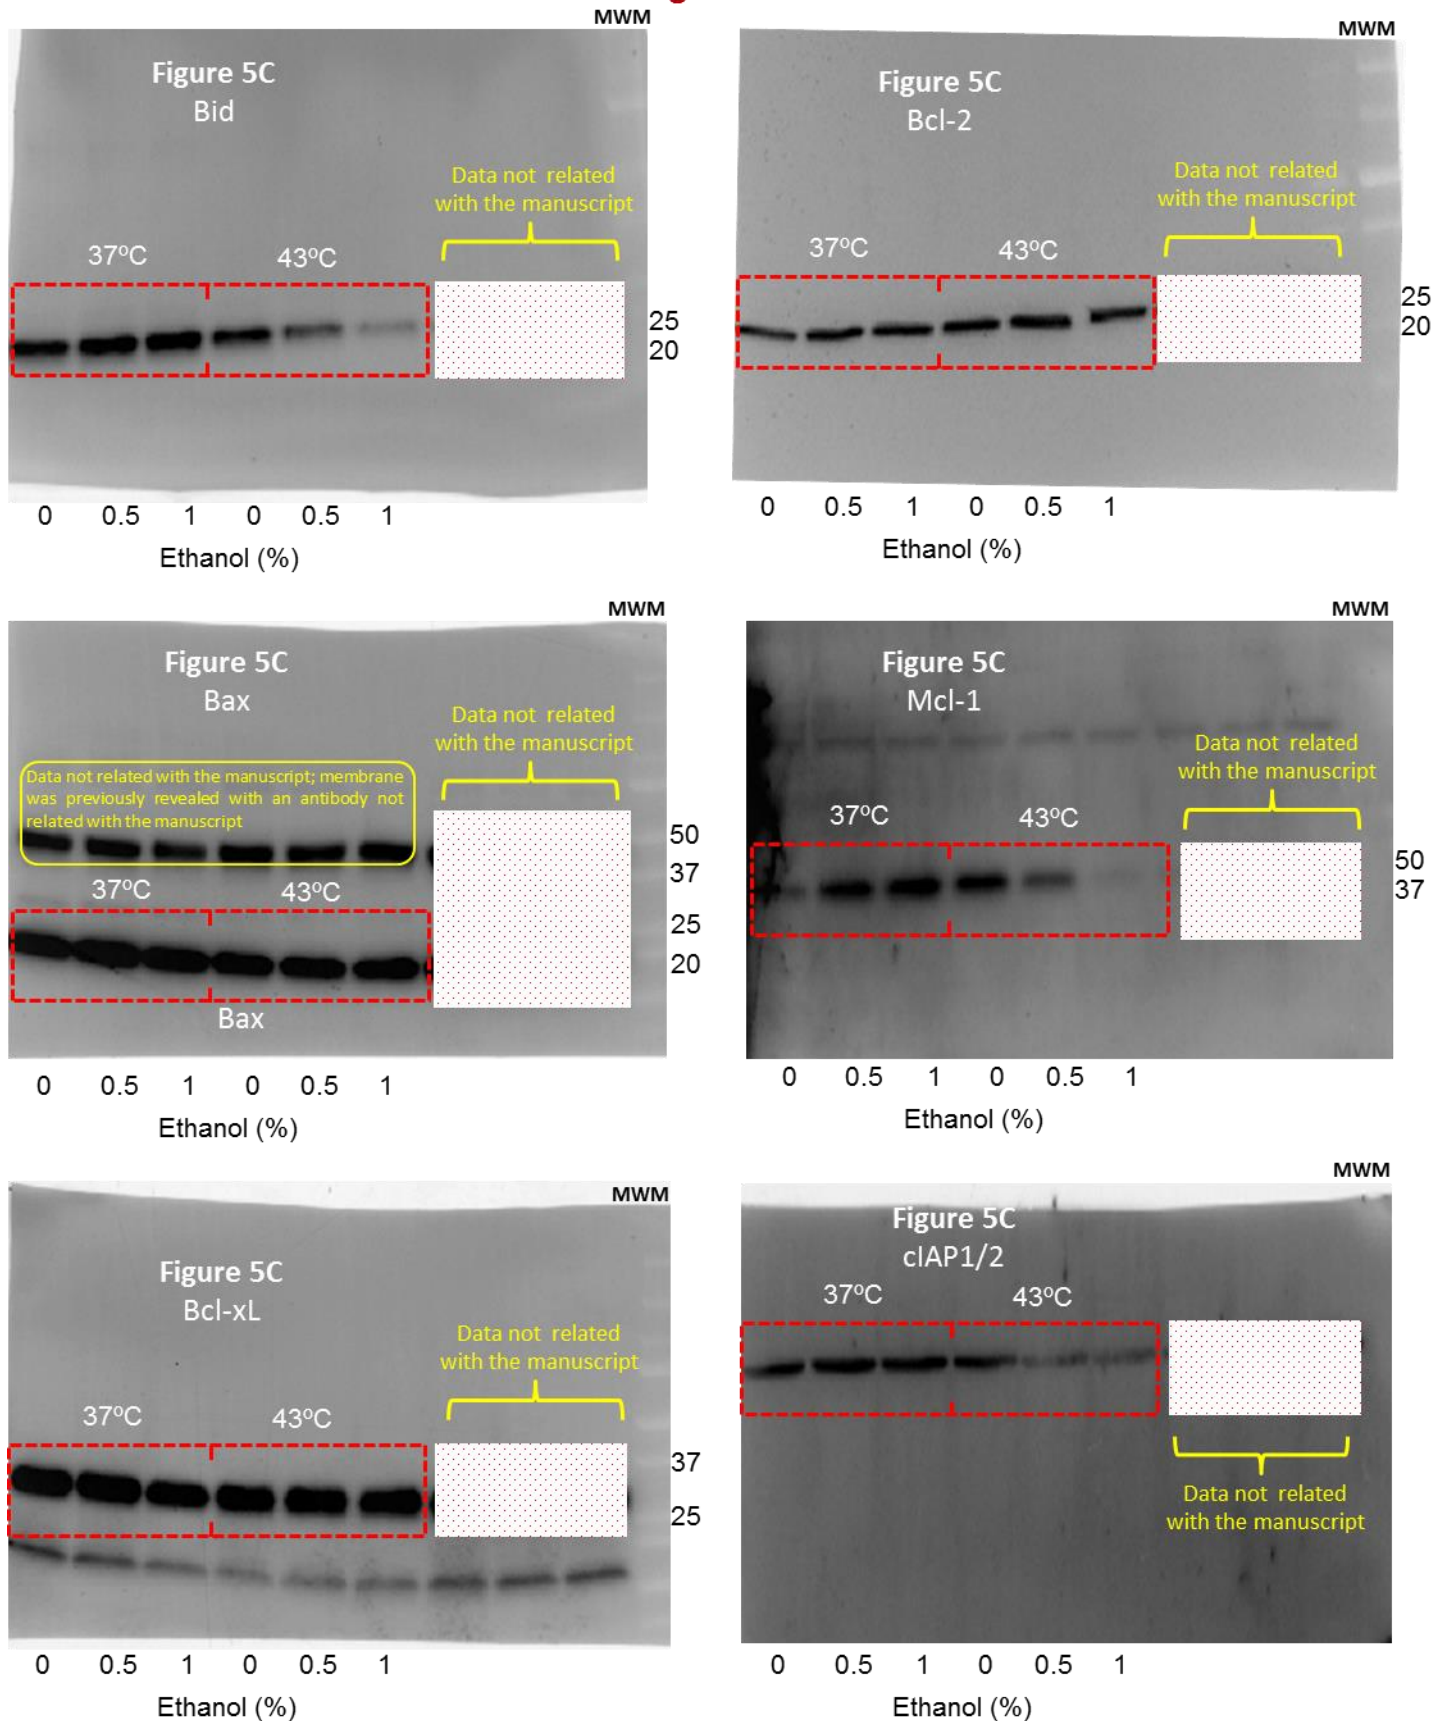 MWM
Figure 5C
Bid
Data not related
with the manuscript
37ºC
43ºC
25
20
0 0.5 1 0 0.5 1
Ethanol (%)
MWM
Figure 5C
Bcl-2
Data not related
with the manuscript
37ºC
43ºC
25
20
0 0.5 1 0 0.5 1
Ethanol (%)
MWM
Figure 5C
Bax
Data not related
with the manuscript
Data not related with the manuscript; membrane
was previously revealed with an antibody not
related with the manuscript
50
37
37ºC
43ºC
25
20
Bax
0 0.5 1 0 0.5 1
Ethanol (%)
MWM
Figure 5C
Mcl-1
Data not related
with the manuscript
37ºC
43ºC
50
37
0 0.5 1 0 0.5 1
Ethanol (%)
MWM
Figure 5C
Bcl-xL
Data not related
with the manuscript
37ºC
43ºC
37
25
0 0.5 1 0 0.5 1
Ethanol (%)
MWM
Figure 5C
cIAP1/2
37ºC
43ºC
Data not related
with the manuscript
0 0.5 1 0 0.5 1
Ethanol (%)